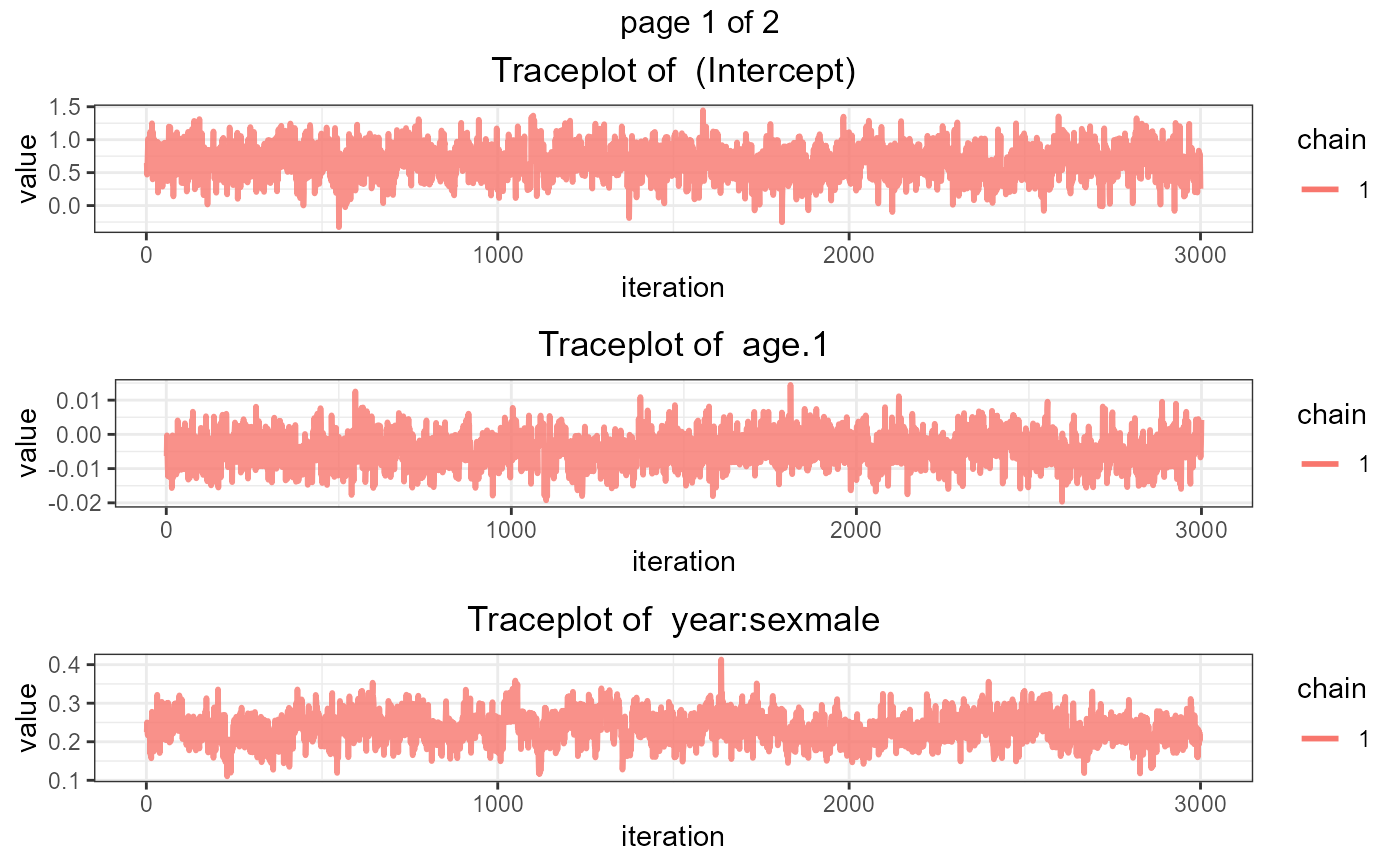 page 1 of 2
Traceplot of  (Intercept)
1.5
1.0
0.5
0.0
value
0 1000 2000 3000
iteration
chain
1
Traceplot of  age.1
0.01
0.00
-0.01
-0.02
value
0 1000 2000 3000
iteration
chain
1
Traceplot of  year:sexmale
0.4
0.3
0.2
0.1
value
0 1000 2000 3000
iteration
chain
1